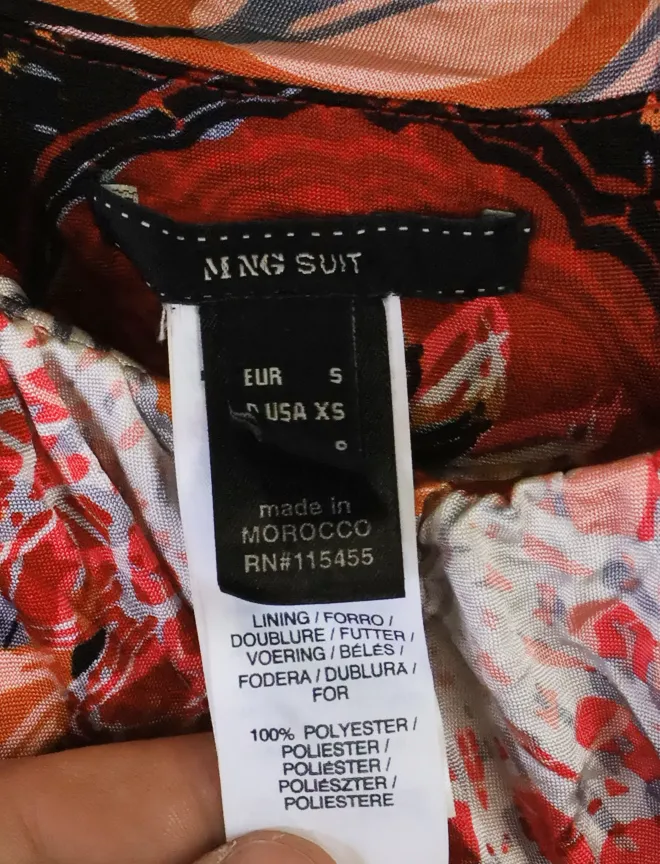 MNG SUIT
EUR S
USA XS
made in
MOROCCO
RN#115455
LINING / FORRO /
DOUBLURE / FUTTER /
VOERING / BÉLÉS /
FODERA / DUBLURA /
FOR
100% POLYESTER /
POLIESTER /
POLIÉSTER /
POLIÉSZTER /
POLIESTERE